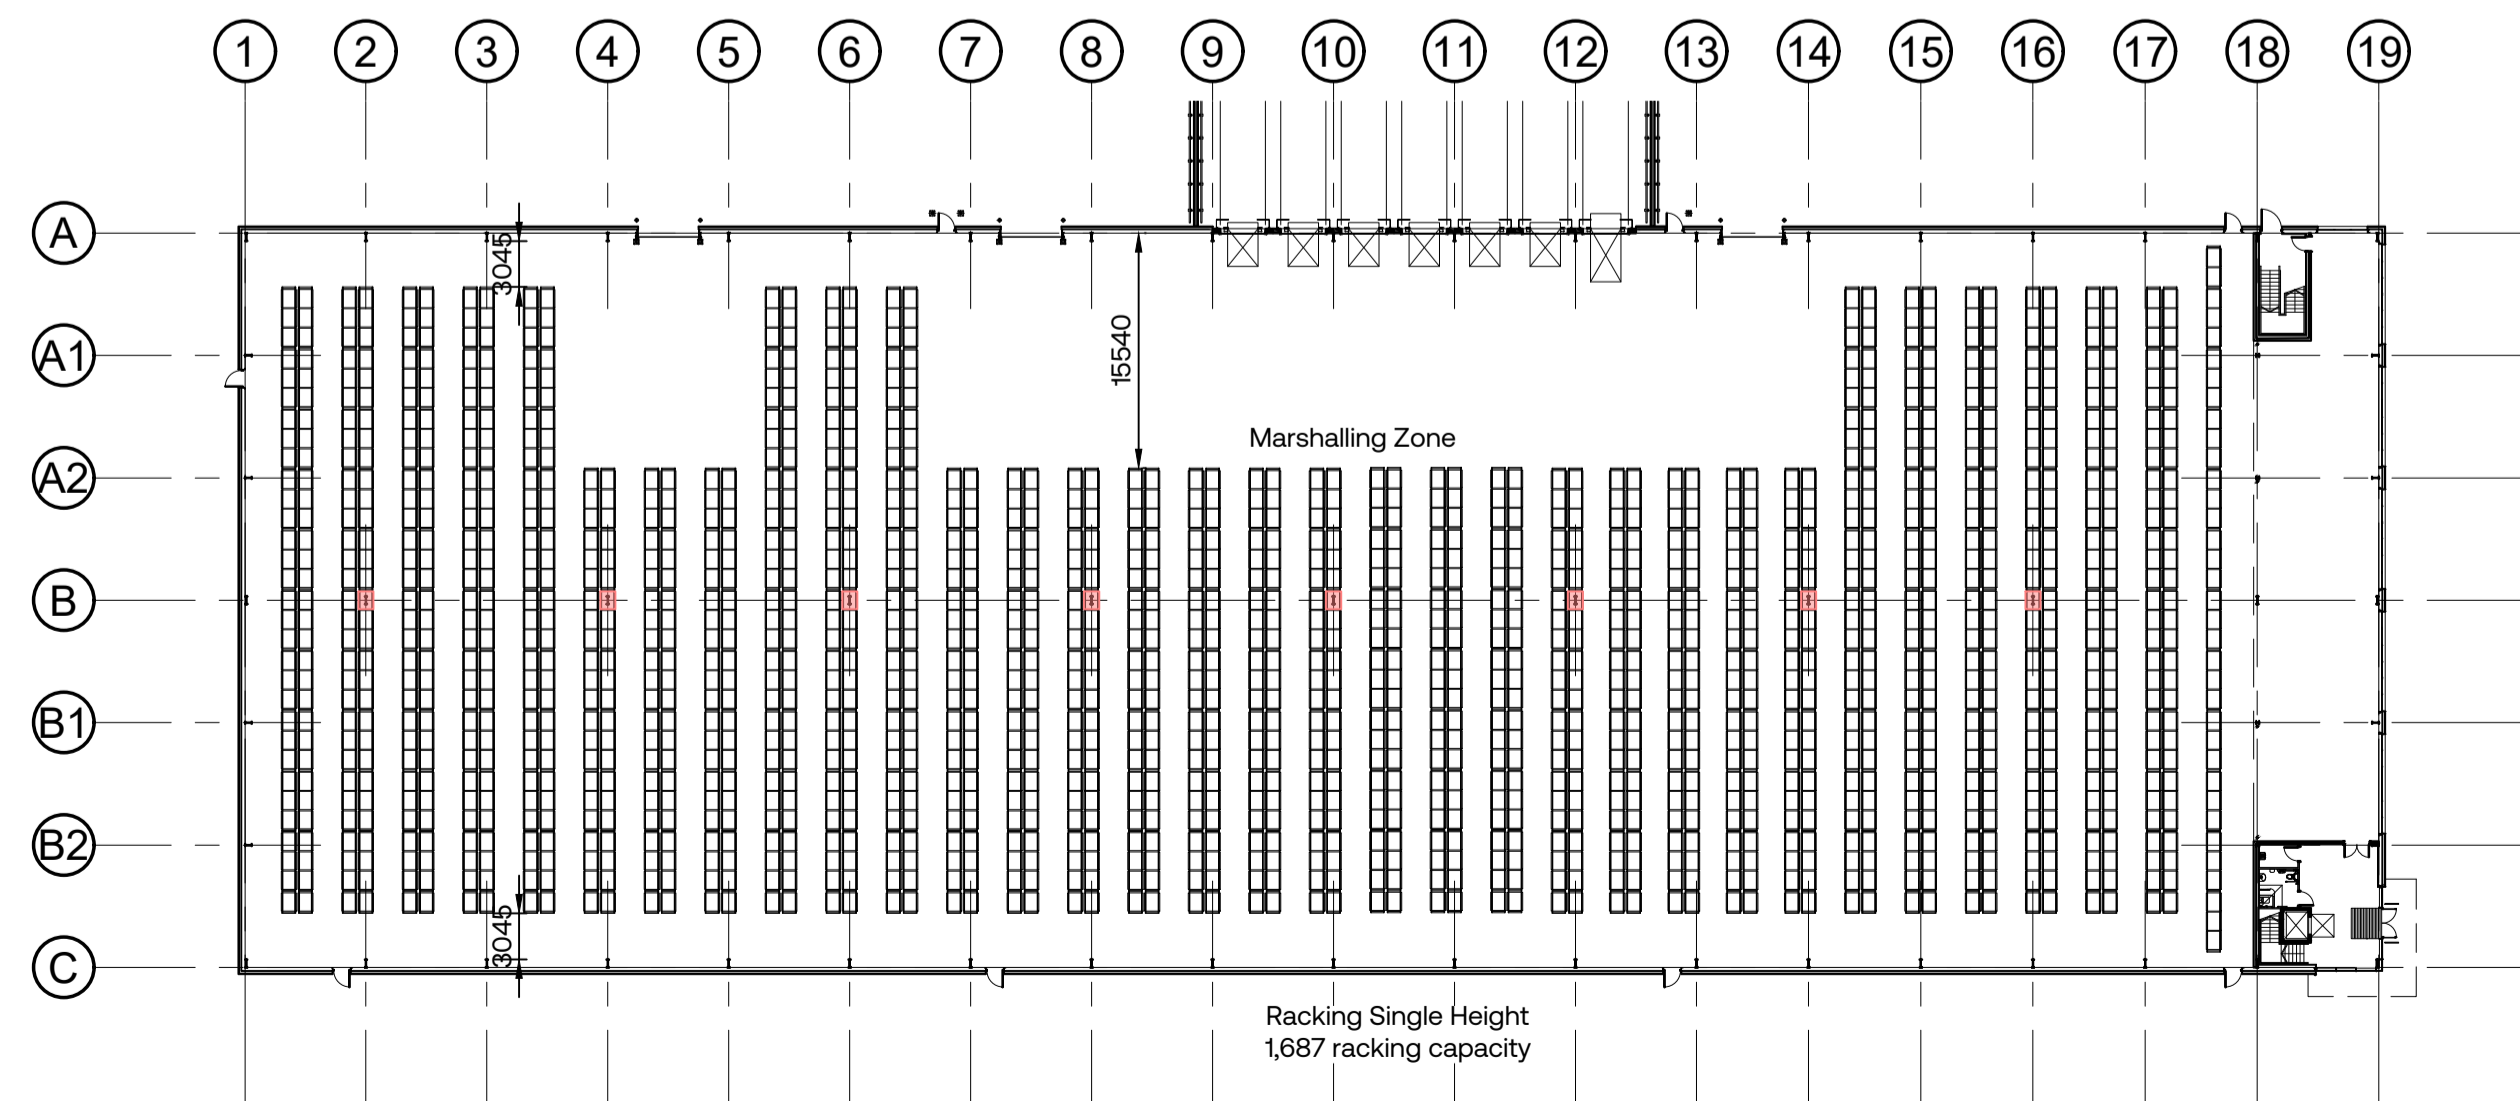 1 2 3 4 5 6 7 8 9 10 11 12 13 14 15 16 17 18 19
A
3045
A1
15540
Marshalling Zone
A2
B
B1
B2
3045
C
Racking Single Height
1,687 racking capacity